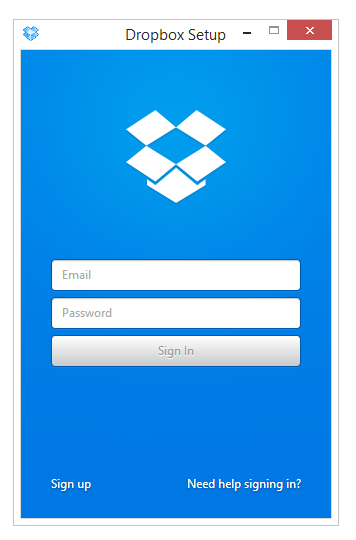 Dropbox Setup
Email
Password
Sign In
Sign up
Need help signing in?